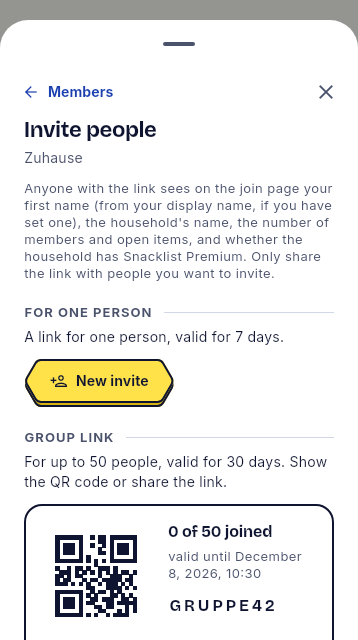 Members
Invite people
Zuhause
Anyone with the link sees on the join page your
first name (from your display name, if you have
set one), the household's name, the number of
members and open items, and whether the
household has Snacklist Premium. Only share
the link with people you want to invite.
FOR ONE PERSON
A link for one person, valid for 7 days.
New invite
GROUP LINK
For up to 50 people, valid for 30 days. Show
the QR code or share the link.
0 of 50 joined
valid until December
8, 2026, 10:30
GRUPPE42